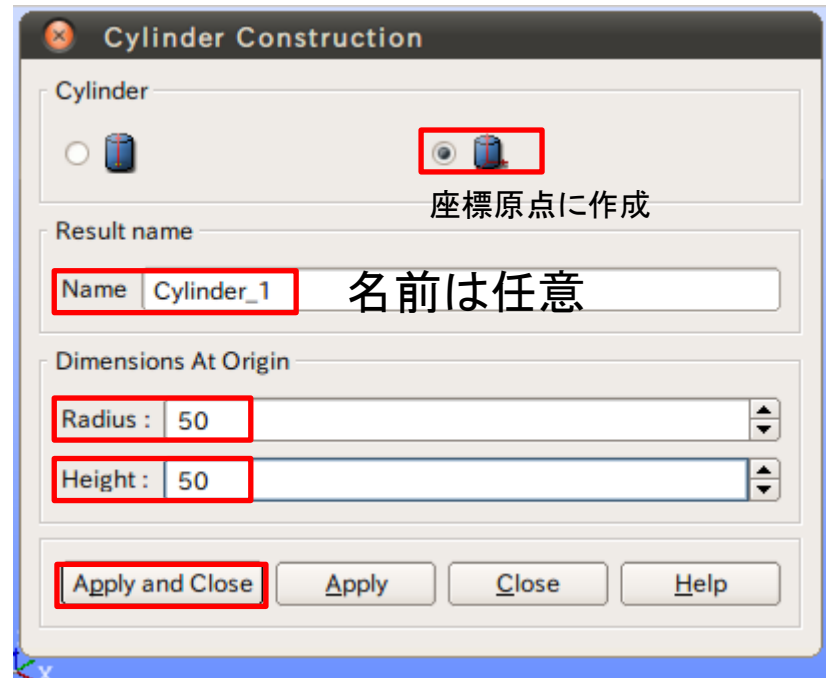 Cylinder Construction
Cylinder
座標原点に作成
Result name
Name Cylinder_1 名前は任意
Dimensions At Origin
Radius : 50
Height : 50
Apply and Close Apply Close Help
x